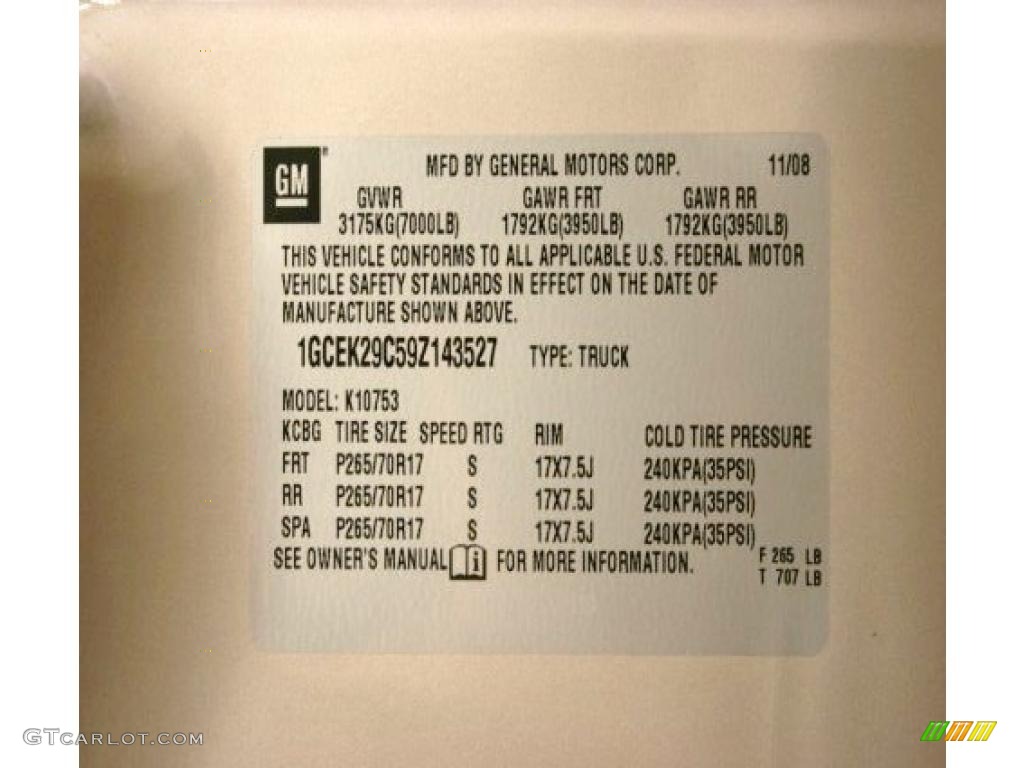 GM® MFD BY GENERAL MOTORS CORP. 11/08
GVWR GAWR FRT GAWR RR
3175KG(7000LB) 1792KG(3950LB) 1792KG(3950LB)
THIS VEHICLE CONFORMS TO ALL APPLICABLE U.S. FEDERAL MOTOR
VEHICLE SAFETY STANDARDS IN EFFECT ON THE DATE OF
MANUFACTURE SHOWN ABOVE.
1GCEK29C59Z143527 TYPE: TRUCK
MODEL: K10753
KCBG TIRE SIZE SPEED RTG RIM COLD TIRE PRESSURE
FRT P265/70R17 S 17X7.5J 240KPA(35PSI)
RR P265/70R17 S 17X7.5J 240KPA(35PSI)
SPA P265/70R17 S 17X7.5J 240KPA(35PSI)
SEE OWNER'S MANUAL i FOR MORE INFORMATION.
F 265 LB
T 707 LB
GTCARLOT.COM